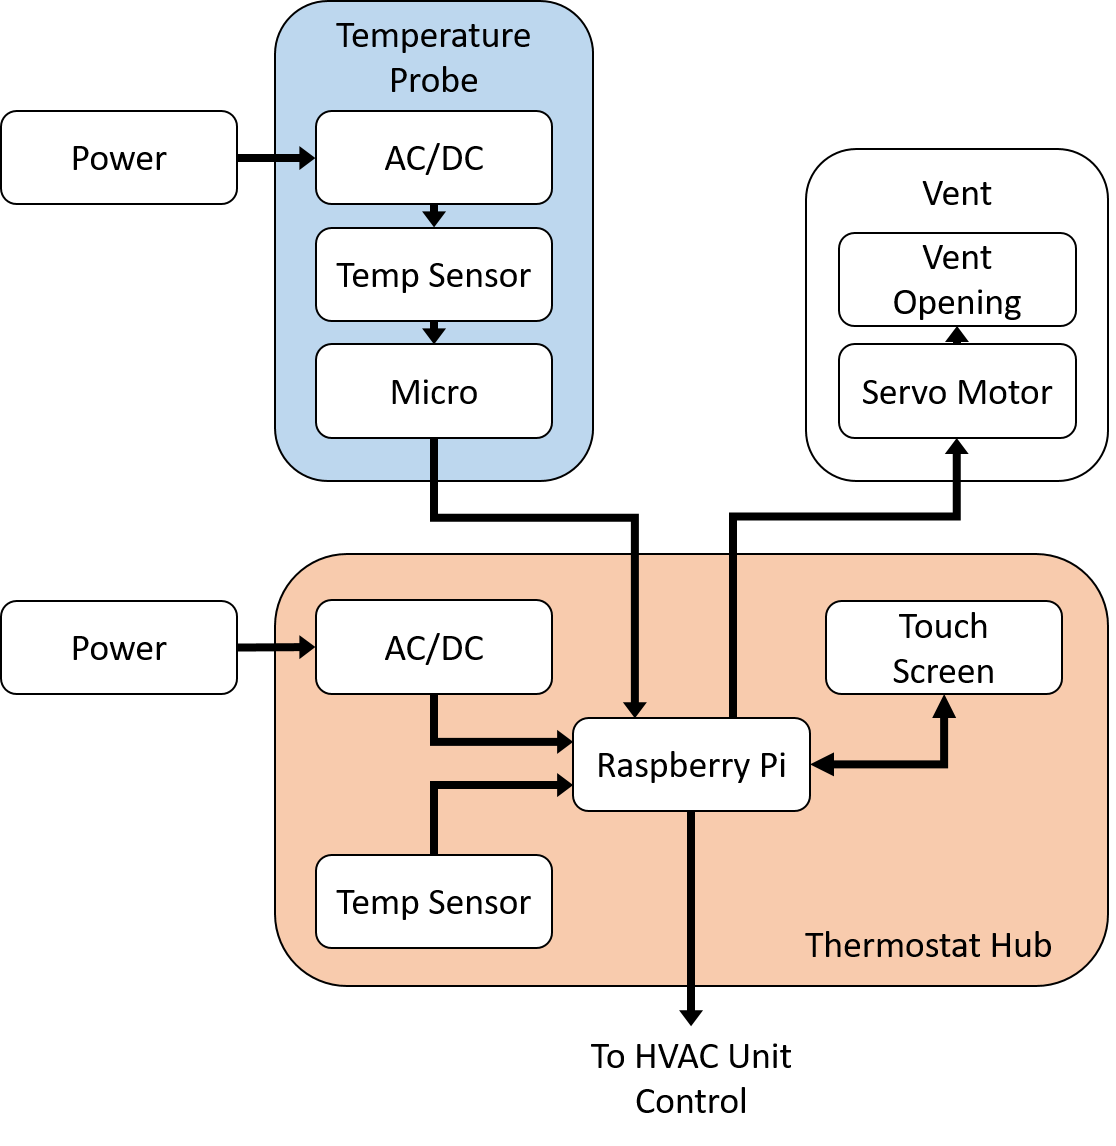 Temperature
Probe
Power
AC/DC
Temp Sensor
Micro
Vent
Vent
Opening
Servo Motor
Power
AC/DC
Touch
Screen
Raspberry Pi
Temp Sensor
Thermostat Hub
To HVAC Unit
Control